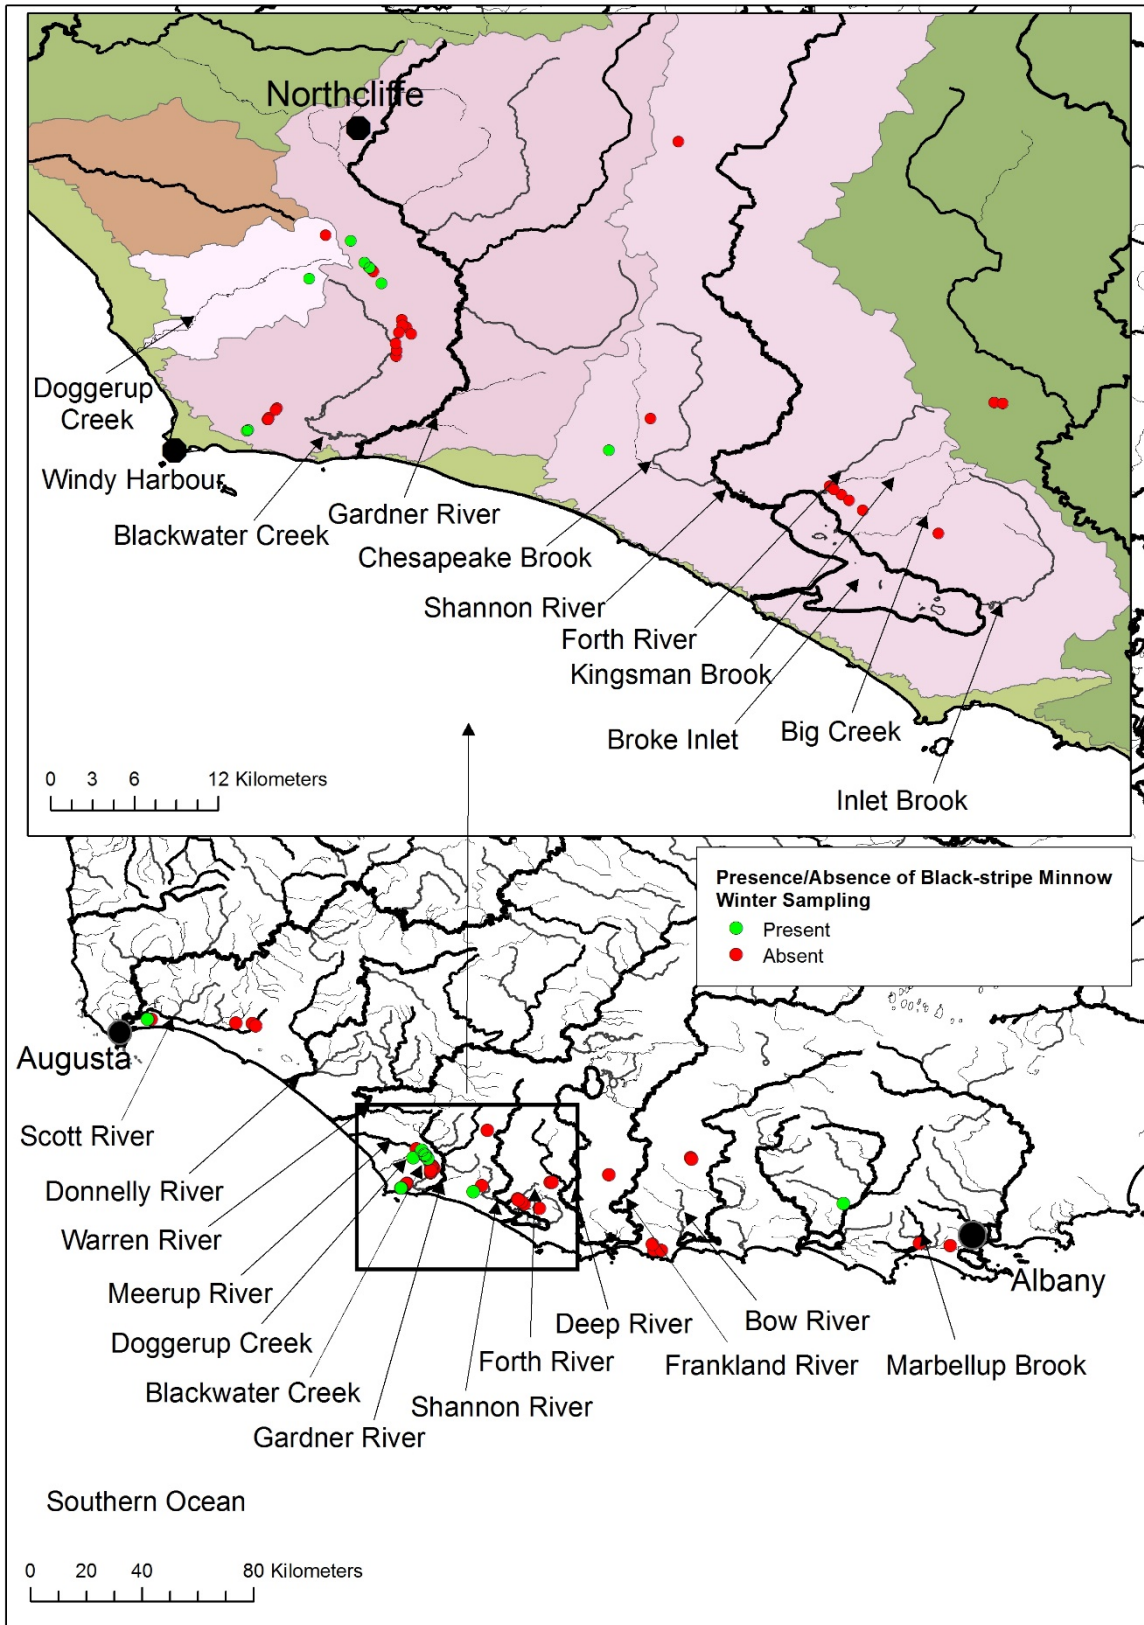 Northcliffe
Doggerup
Creek
Windy Harbour
Blackwater Creek
Gardner River
Chesapeake Brook
Shannon River
Forth River
Kingsman Brook
Broke Inlet
Big Creek
Inlet Brook
0 3 6 12 Kilometers
Presence/Absence of Black-stripe Minnow
Winter Sampling
Present
Absent
Augusta
Scott River
Donnelly River
Warren River
Meerup River
Doggerup Creek
Blackwater Creek
Gardner River
Shannon River
Forth River
Deep River
Frankland River
Bow River
Marbellup Brook
Albany
Southern Ocean
0 20 40 80 Kilometers